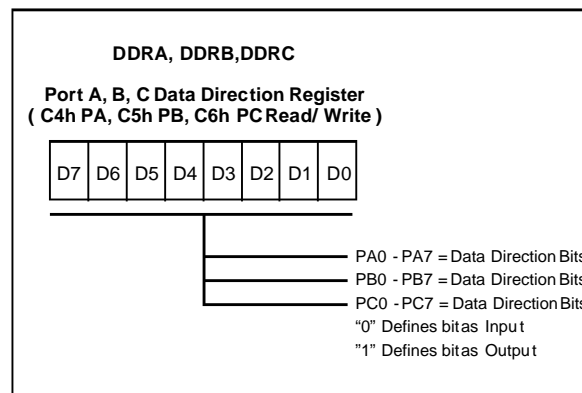 DDRA, DDRB,DDRC
Port A, B, C Data Direction Register
( C4h PA, C5h PB, C6h PC Read/ Write )
D7 D6 D5 D4 D3 D2 D1 D0
PA0 - PA7 = Data Direction Bits
PB0 - PB7 = Data Direction Bits
PC0 - PC7 = Data Direction Bits
“0” Defines bit as Input
”1” Defines bit as Output